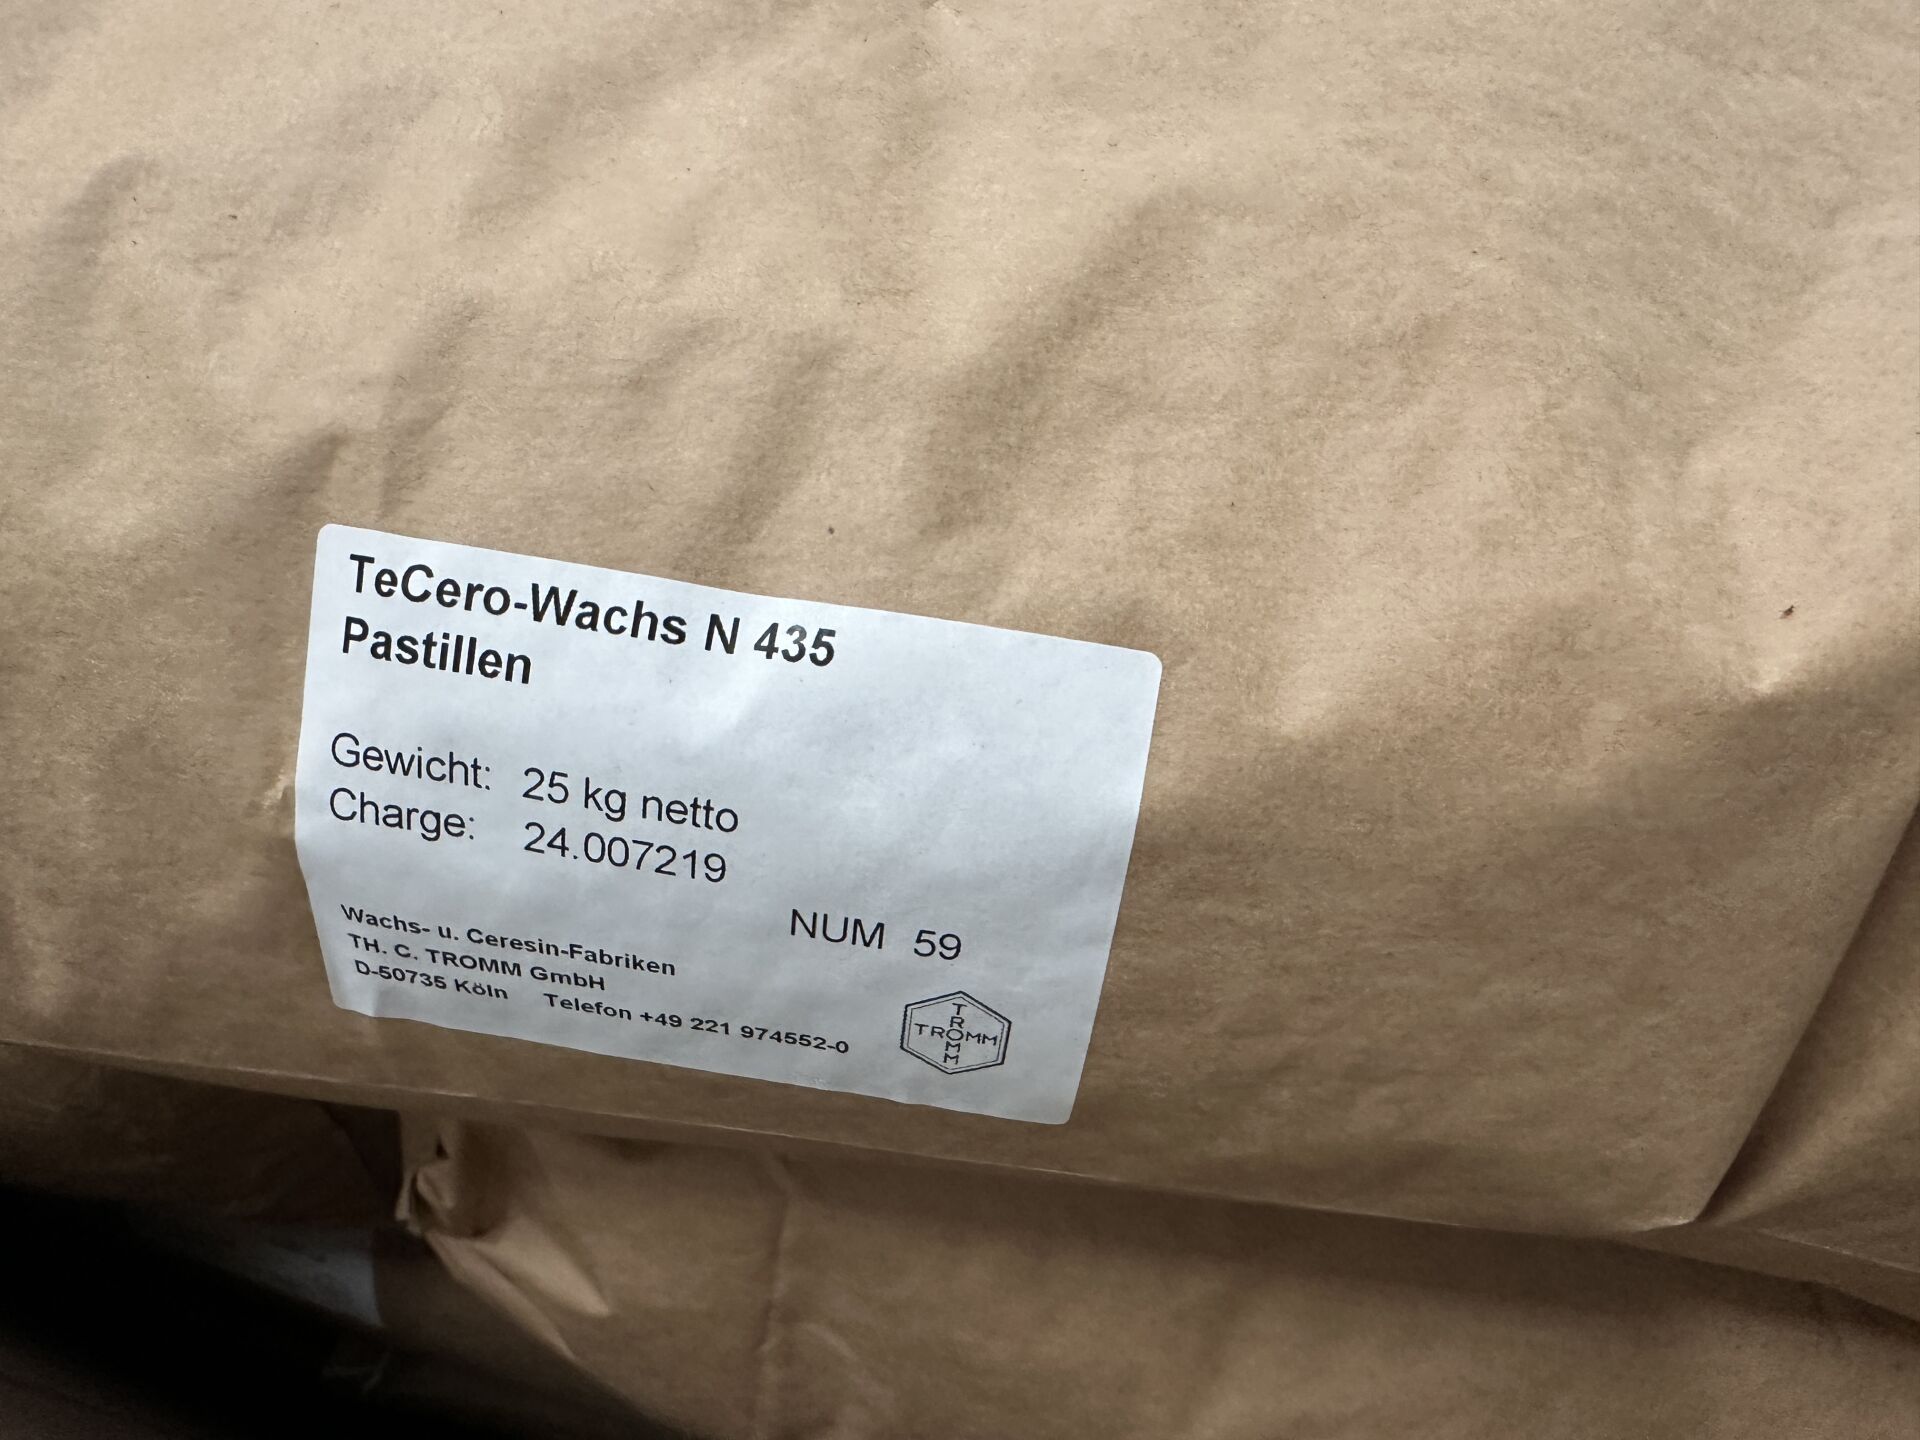 TeCero-Wachs N 435
Pastillen
Gewicht: 25 kg netto
Charge: 24.007219
NUM 59
Wachs- u. Ceresin-Fabriken
TH. C. TROMM GmbH
D-50735 Köln Telefon +49 221 974552-0
TROMM
TROMM